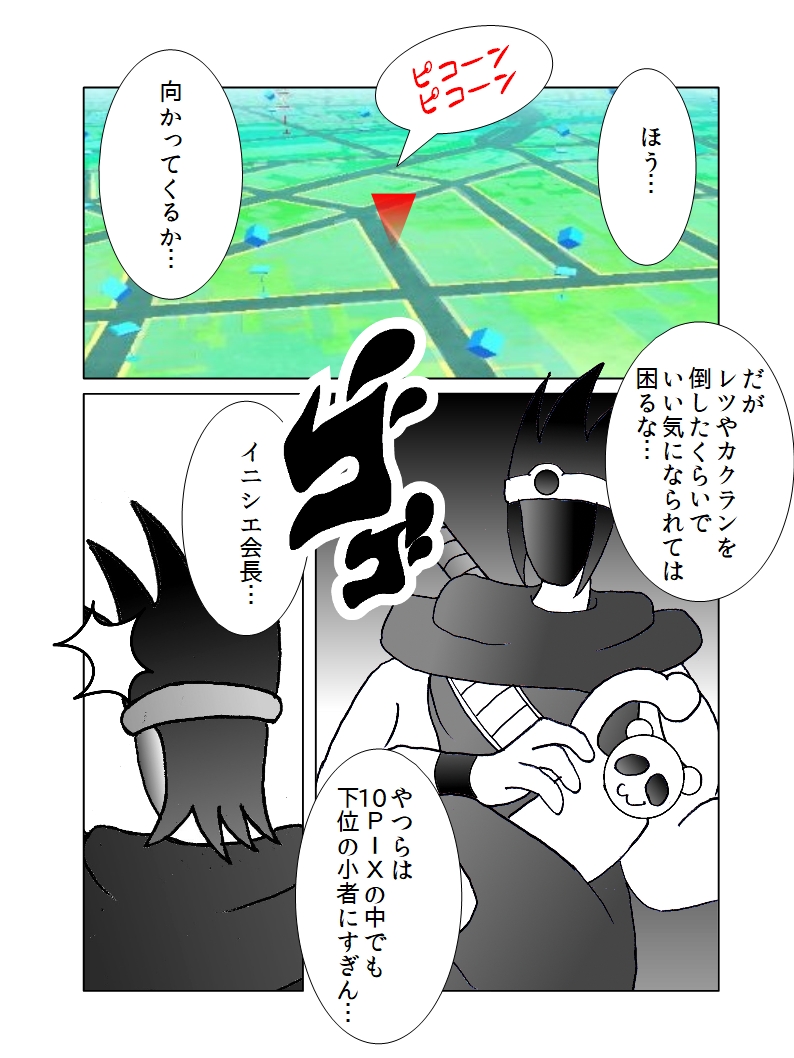 ほう…
ピコーン
ピコーン
向かってくるか…
だが
レツやカクランを
倒したくらいで
いい気になられては
困るな…
ゴゴ
イニシエ会長…
やつらは
10PIXの中でも
下位の小者にすぎん…